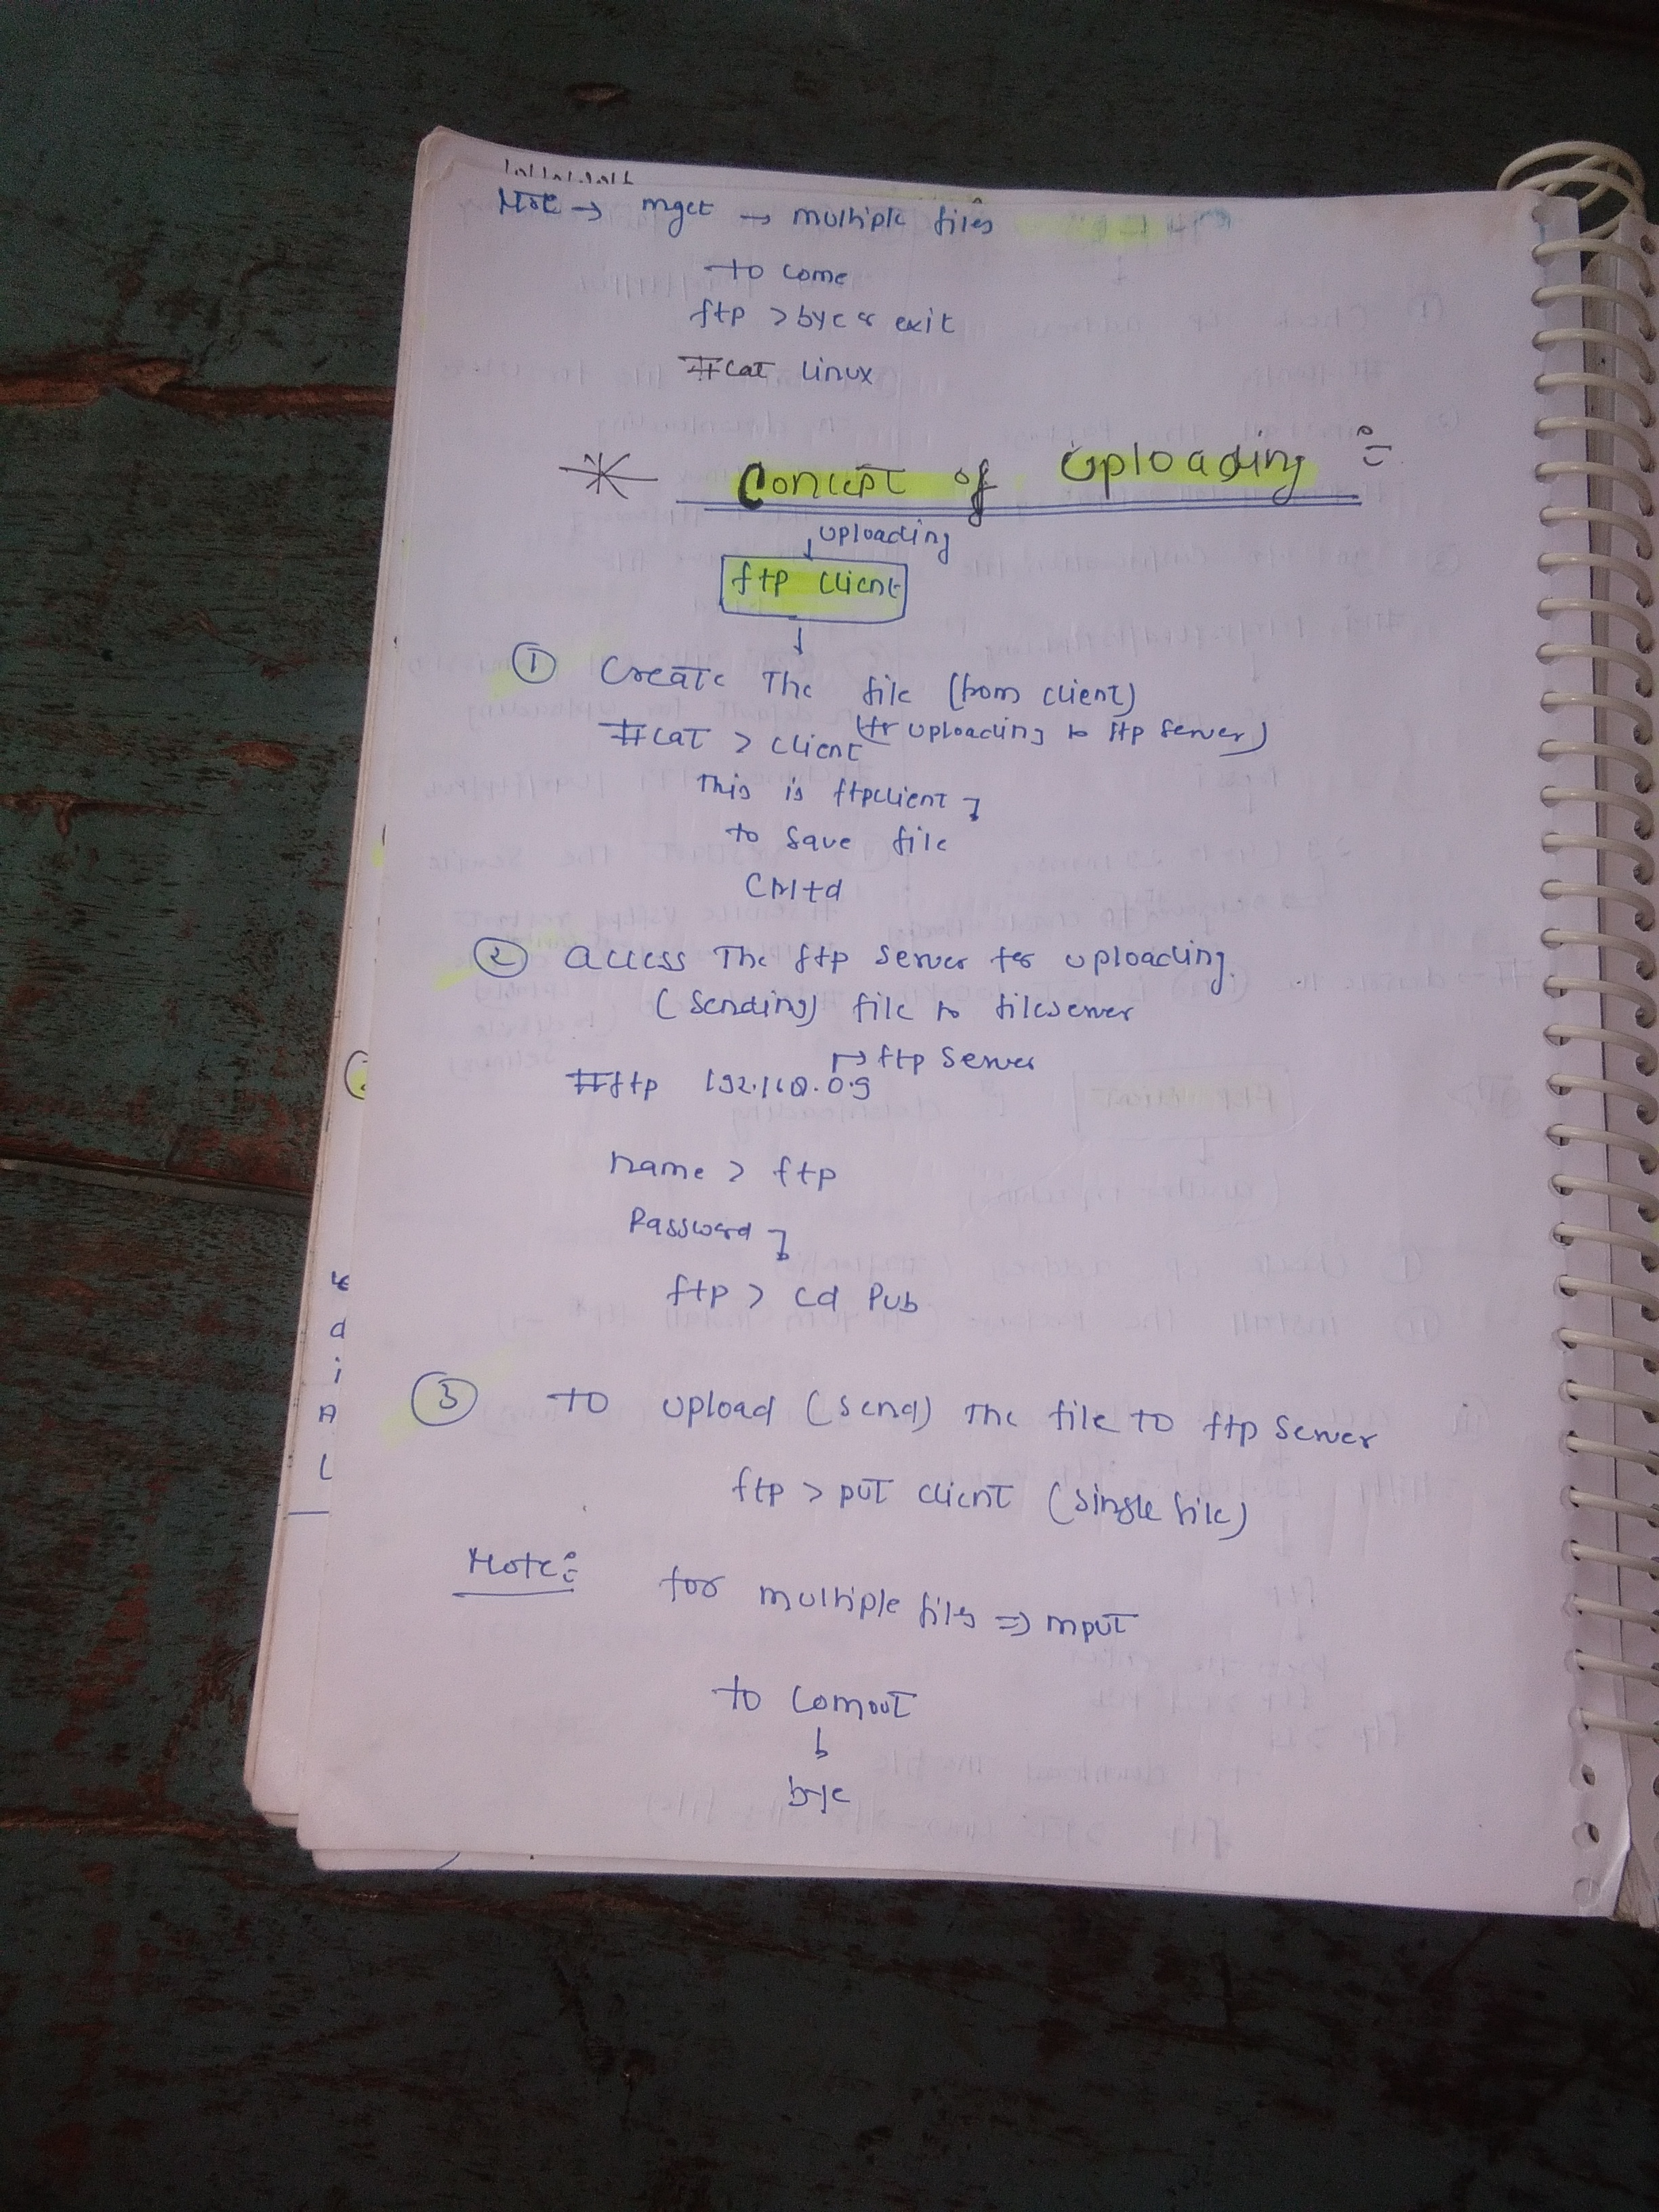 Note → mget → multiple files
to come
ftp > bye or exit
#cat linux
Concept of Uploading :-
uploading
ftp client
① Create The file (from client)
(for uploading to ftp server)
#cat > client
This is ftpclient
to save file
Ctrl+d
② access The ftp server for uploading.
(sending) file to fileserver
→ ftp server
#ftp 192.168.0.9
name > ftp
Password
ftp > cd Pub
③ TO upload (send) The file TO ftp server
ftp > put client (single file)
Note:- for multiple files => mput
to comout
bye